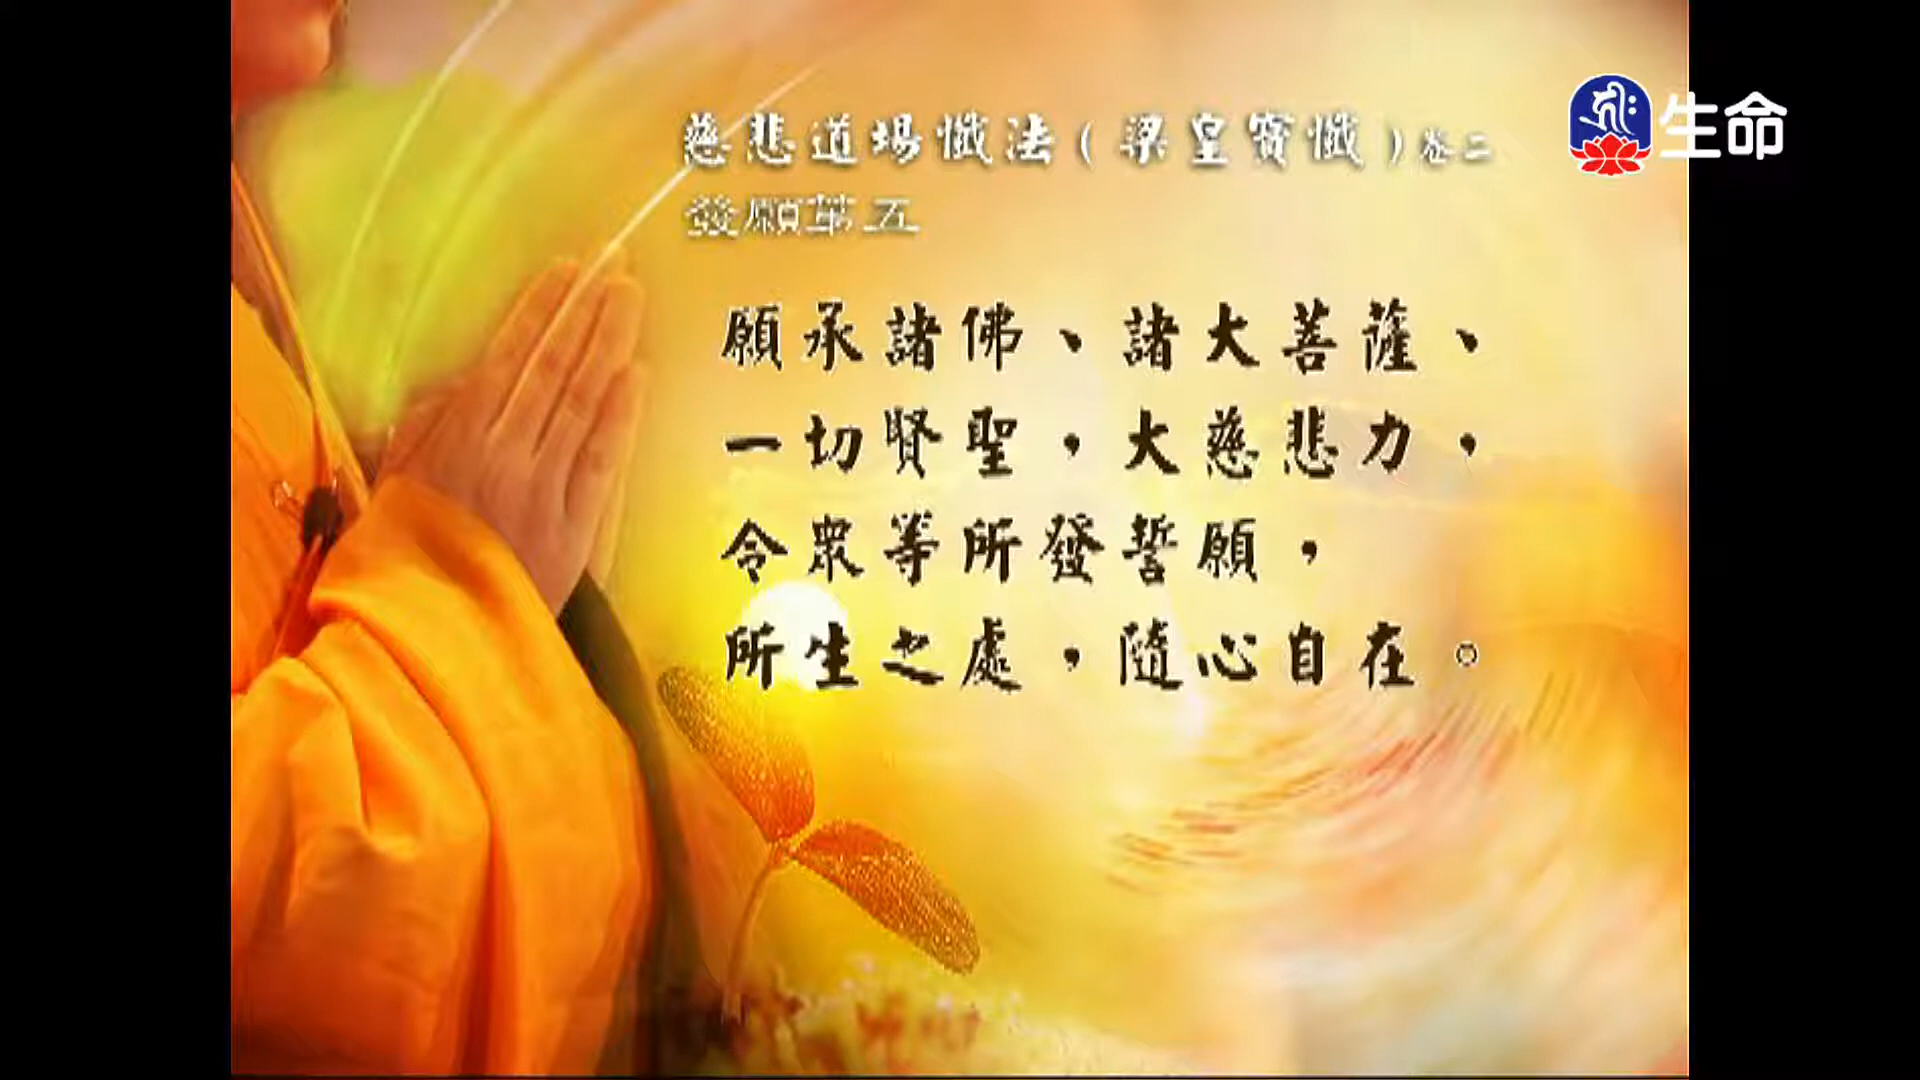 慈悲道場懺法(梁皇寶懺)卷二
生命
發願第五
願承諸佛、諸大菩薩、
一切賢聖，大慈悲力，
令眾等所發誓願，
所生之處，隨心自在。